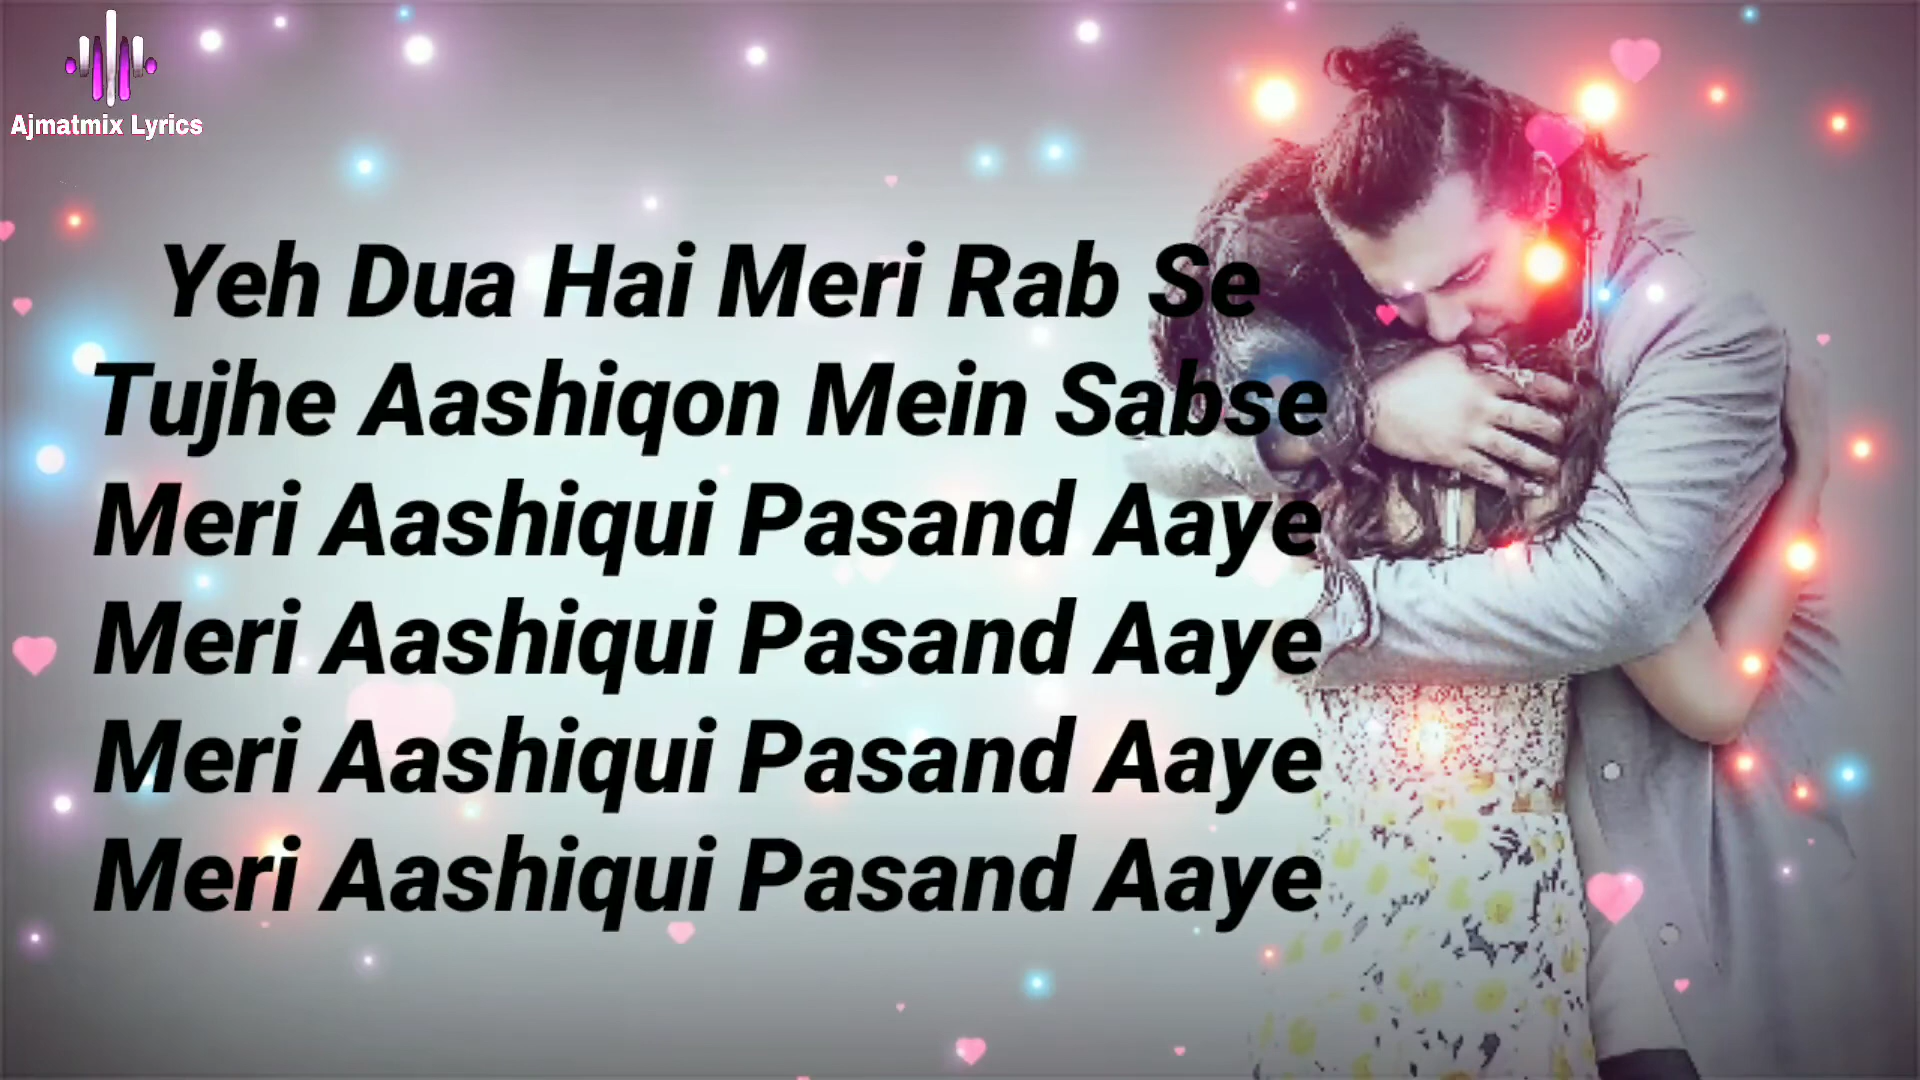 Ajmatmix Lyrics
Yeh Dua Hai Meri Rab Se
Tujhe Aashiqon Mein Sabse
Meri Aashiqui Pasand Aaye
Meri Aashiqui Pasand Aaye
Meri Aashiqui Pasand Aaye
Meri Aashiqui Pasand Aaye